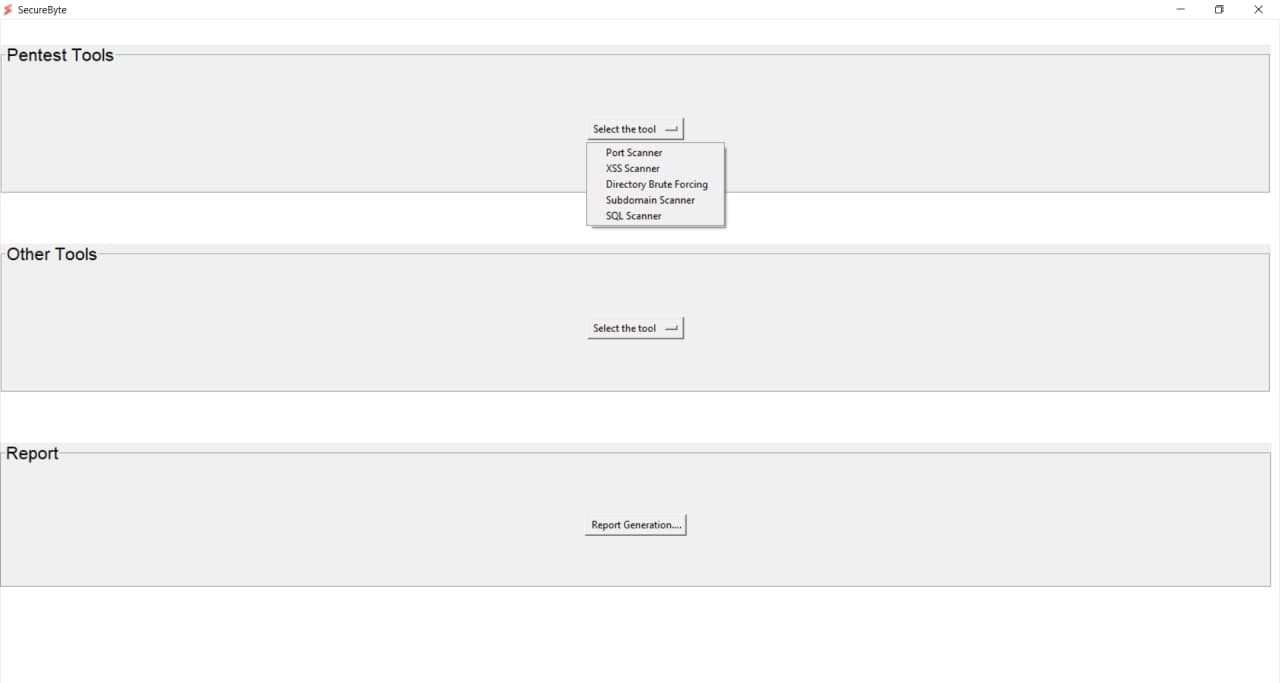 SecureByte
Pentest Tools
Select the tool
Port Scanner
XSS Scanner
Directory Brute Forcing
Subdomain Scanner
SQL Scanner
Other Tools
Select the tool
Report
Report Generation....